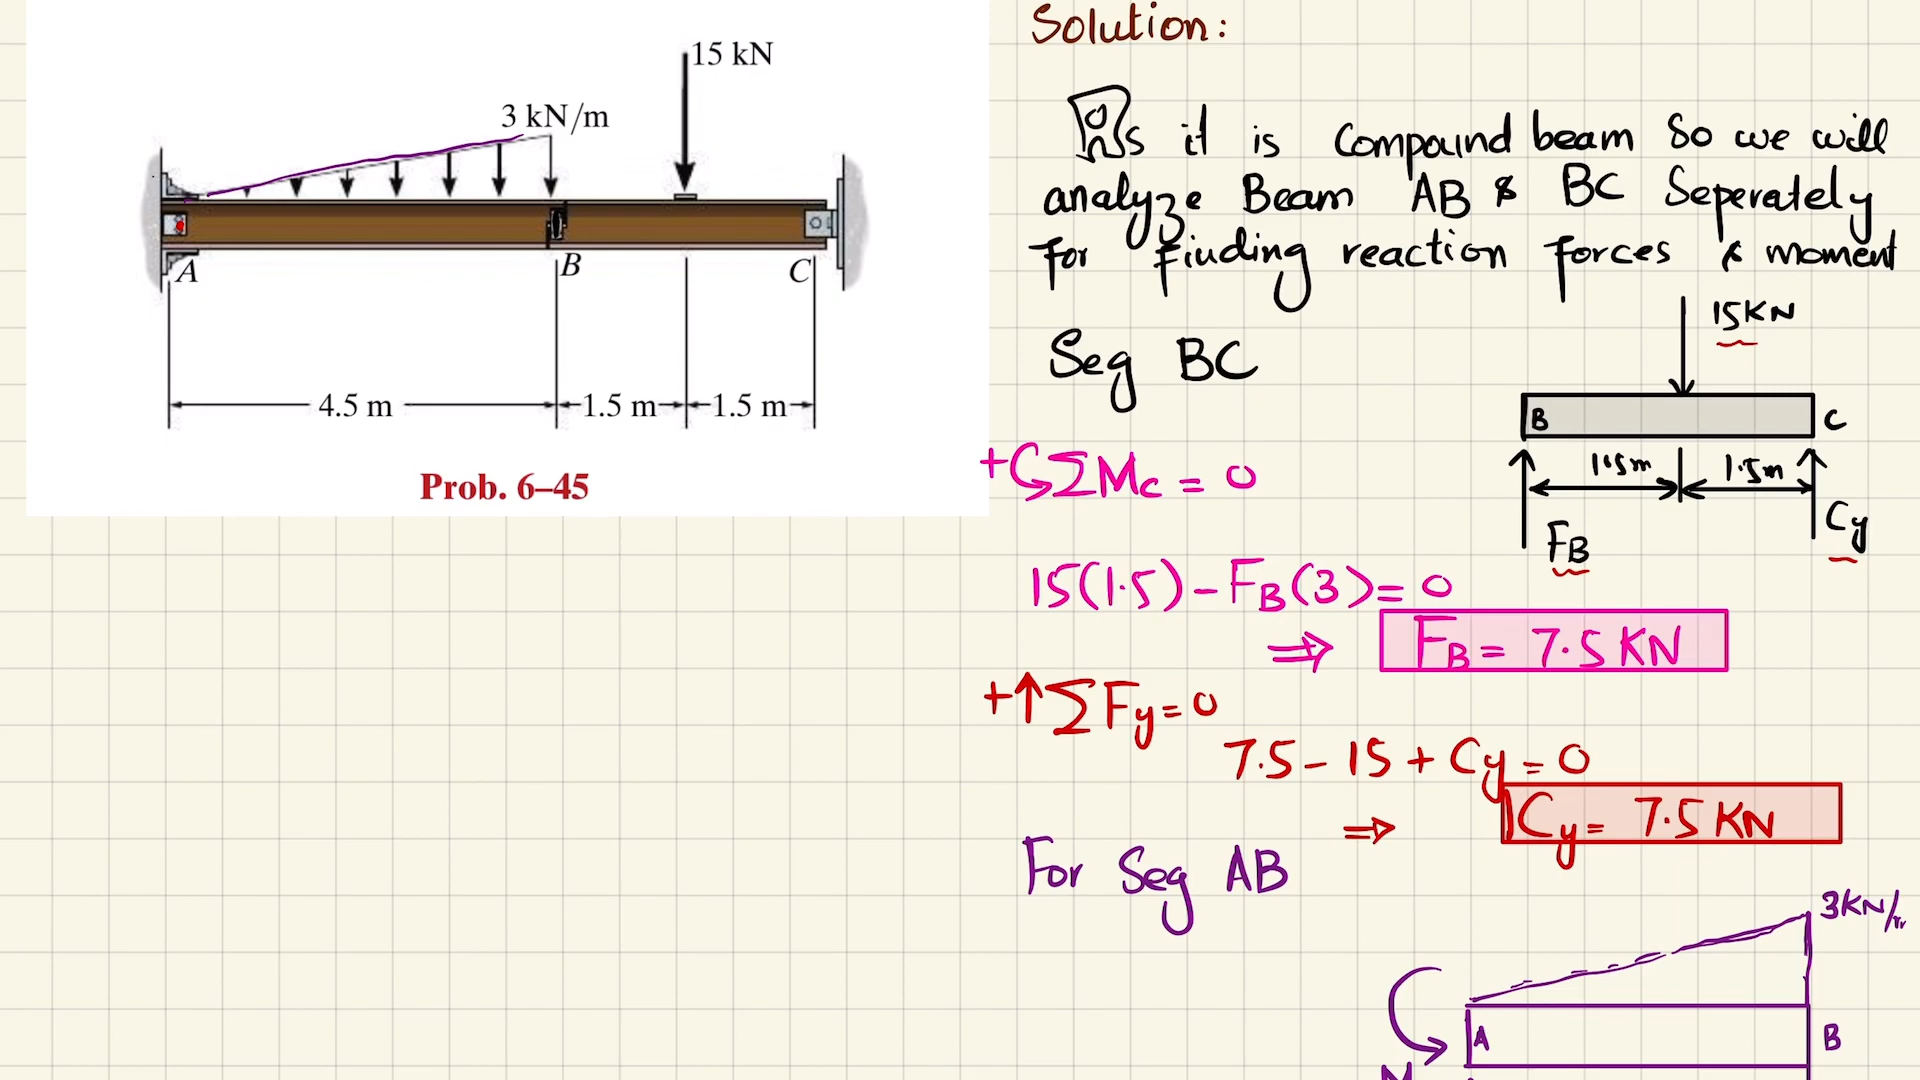 15 kN
3 kN/m
A
B
C
4.5 m
1.5 m
1.5 m
Prob. 6–45
Solution:
As it is compound beam so we will
analyze Beam AB & BC Seperately
for finding reaction forces & moment
Seg BC
15KN
B
C
1.5m
1.5m
FB
Cy
+↺ΣMc = 0
15(1.5) - FB(3) = 0
⇒ FB = 7.5 KN
+↑ΣFy = 0
7.5 - 15 + Cy = 0
⇒ Cy = 7.5 KN
For Seg AB
3KN/m
A
B